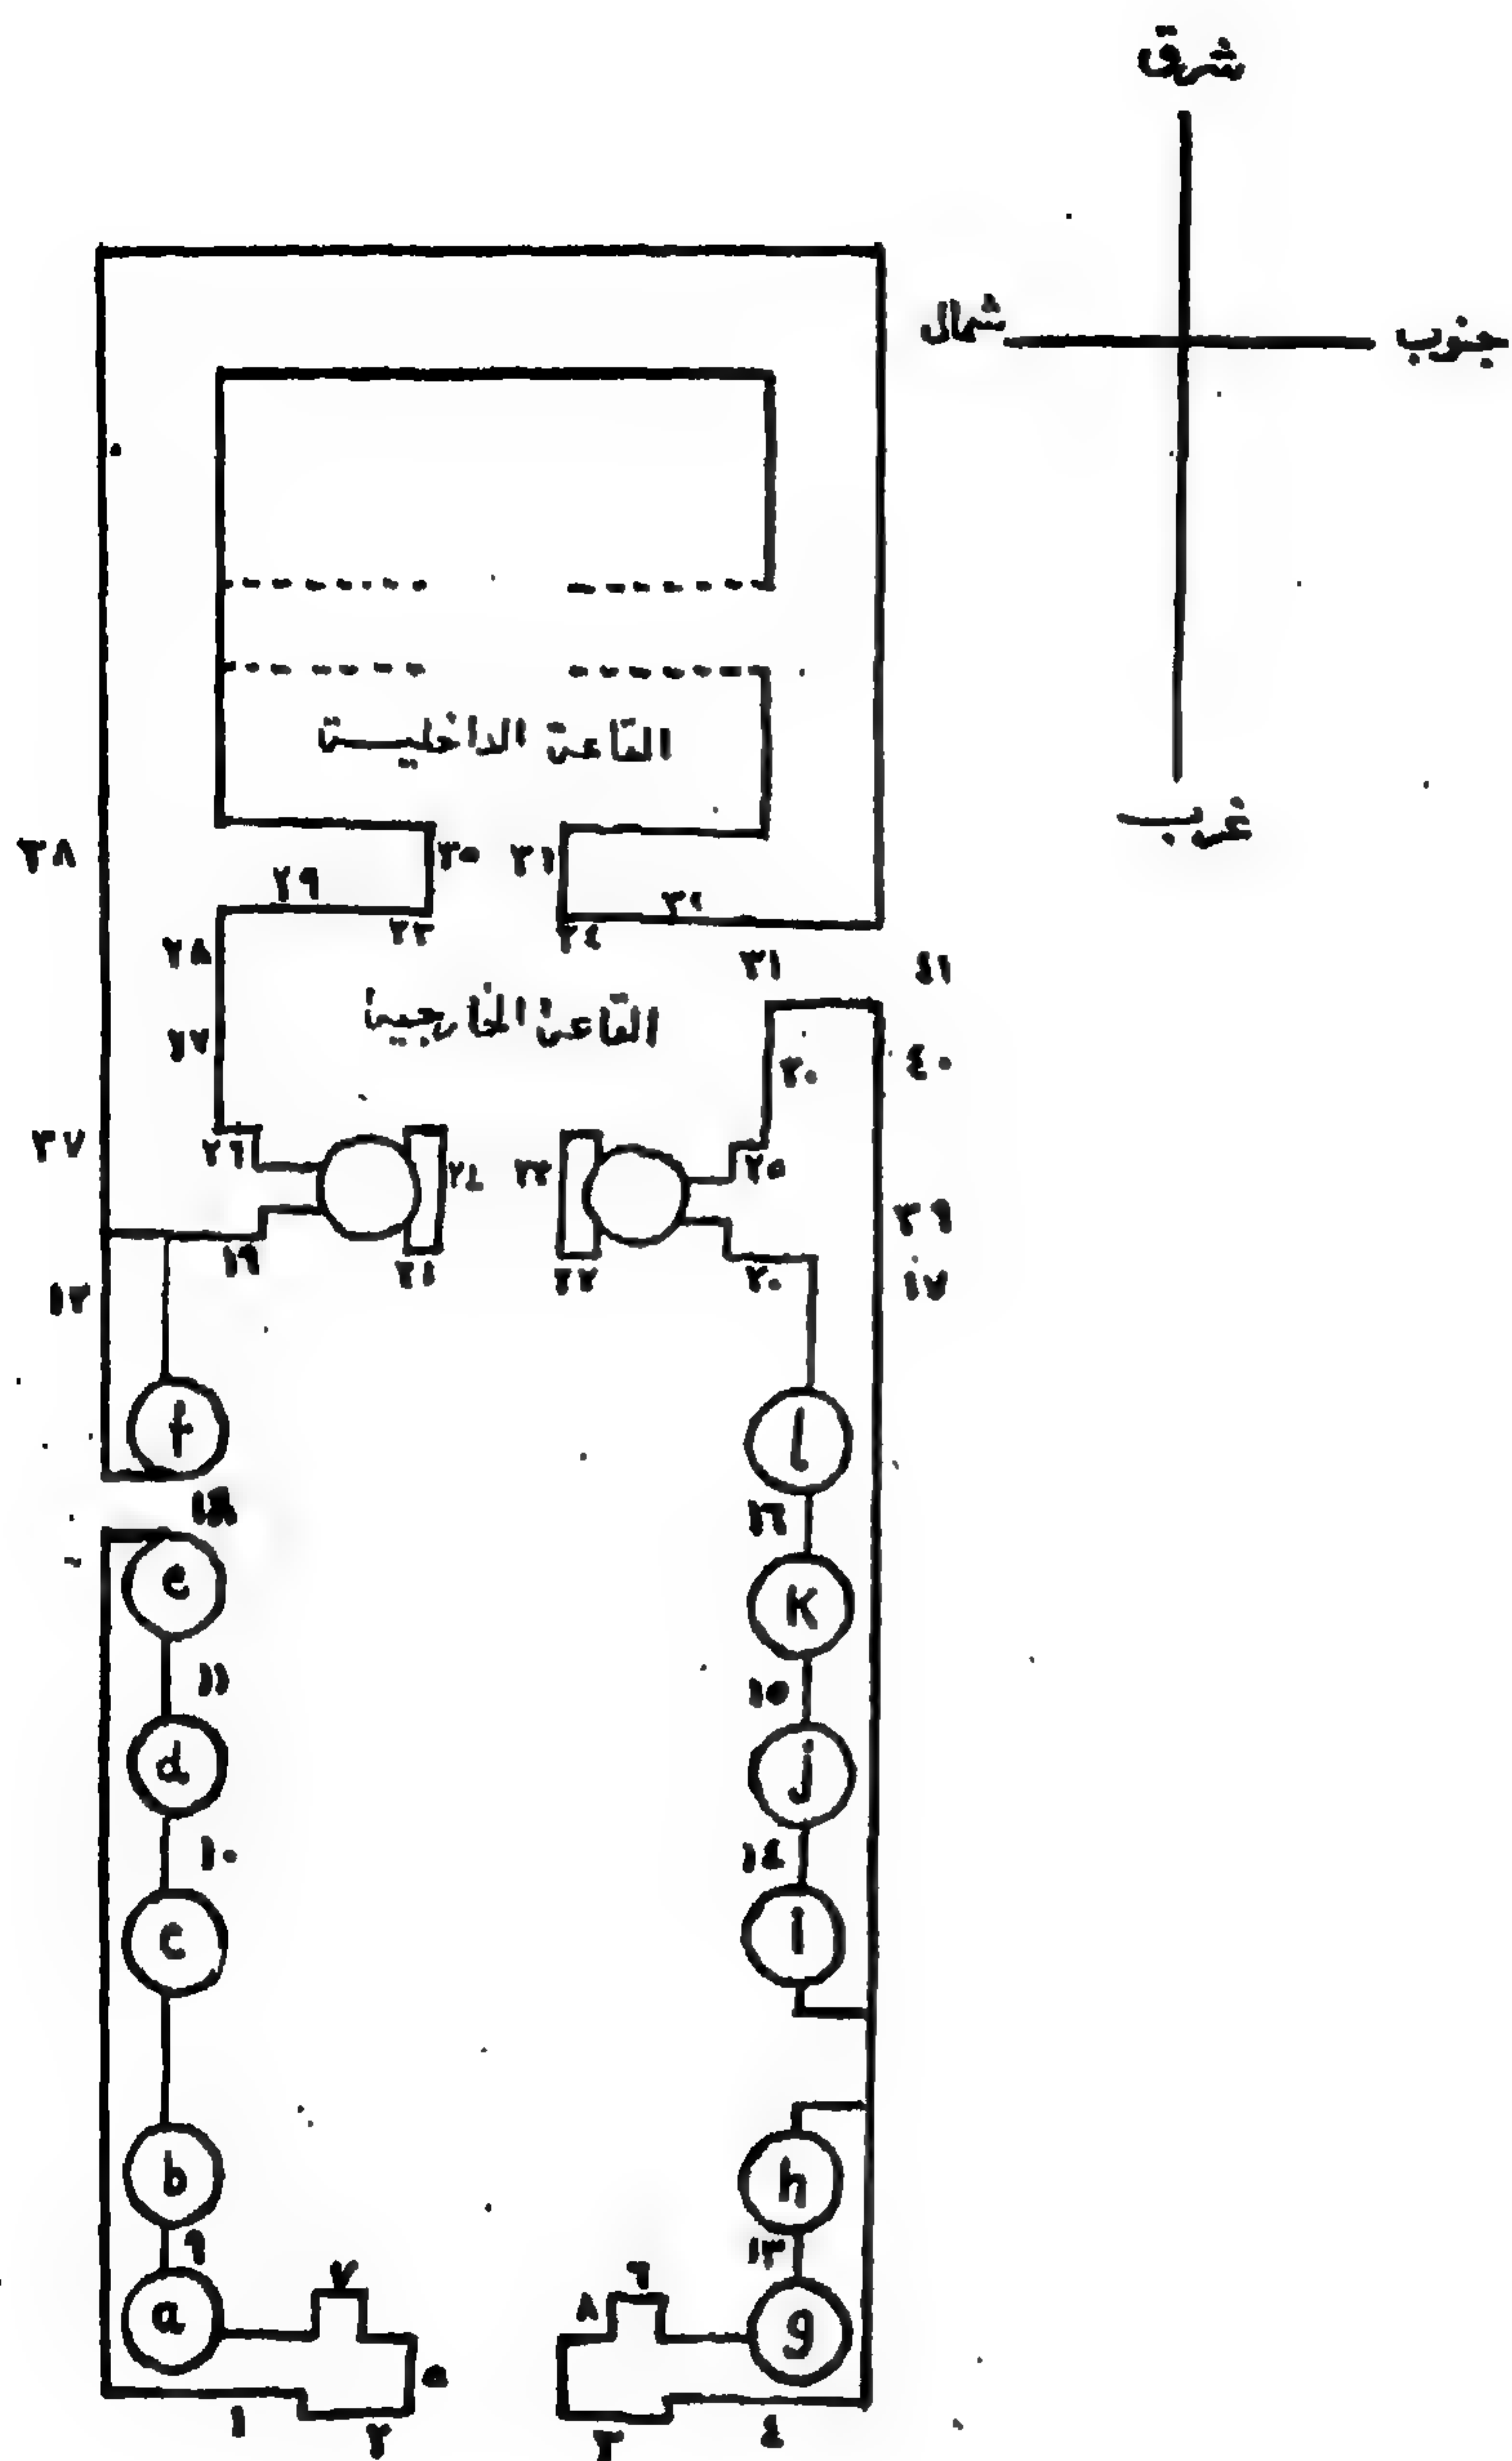 شرق
شمال
جنوب
غرب
القاعة الداخلية
٣٨
٣٥
٢٩
٢٣
٢٤
٢٨
٣١
٤١
القاعة الخارجية
٢٧
٣٠
٤٠
٣٧
٢٦
٢٥
٣٩
١٧
١٩
٢١
٢٢
٢٠
١٢
f
l
١٨
١٦
e
K
١١
١٥
d
j
١٠
١٤
c
i
b
h
٩
١٣
a
٧
٨
٦
g
٥
١
٢
٣
٤